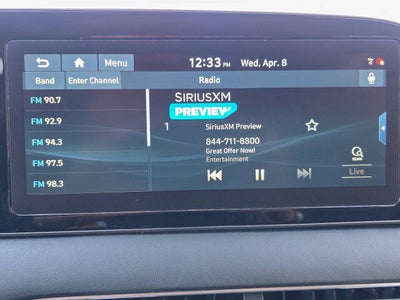 Menu
12:33 PM Wed, Apr. 8
Band Enter Channel Radio
FM 90.7
FM 92.9
FM 94.3
FM 97.5
FM 98.3
SIRIUSXM
PREVIEW
1 SiriusXM Preview
844-711-8800
Great Offer Now!
Entertainment
SCAN
Live